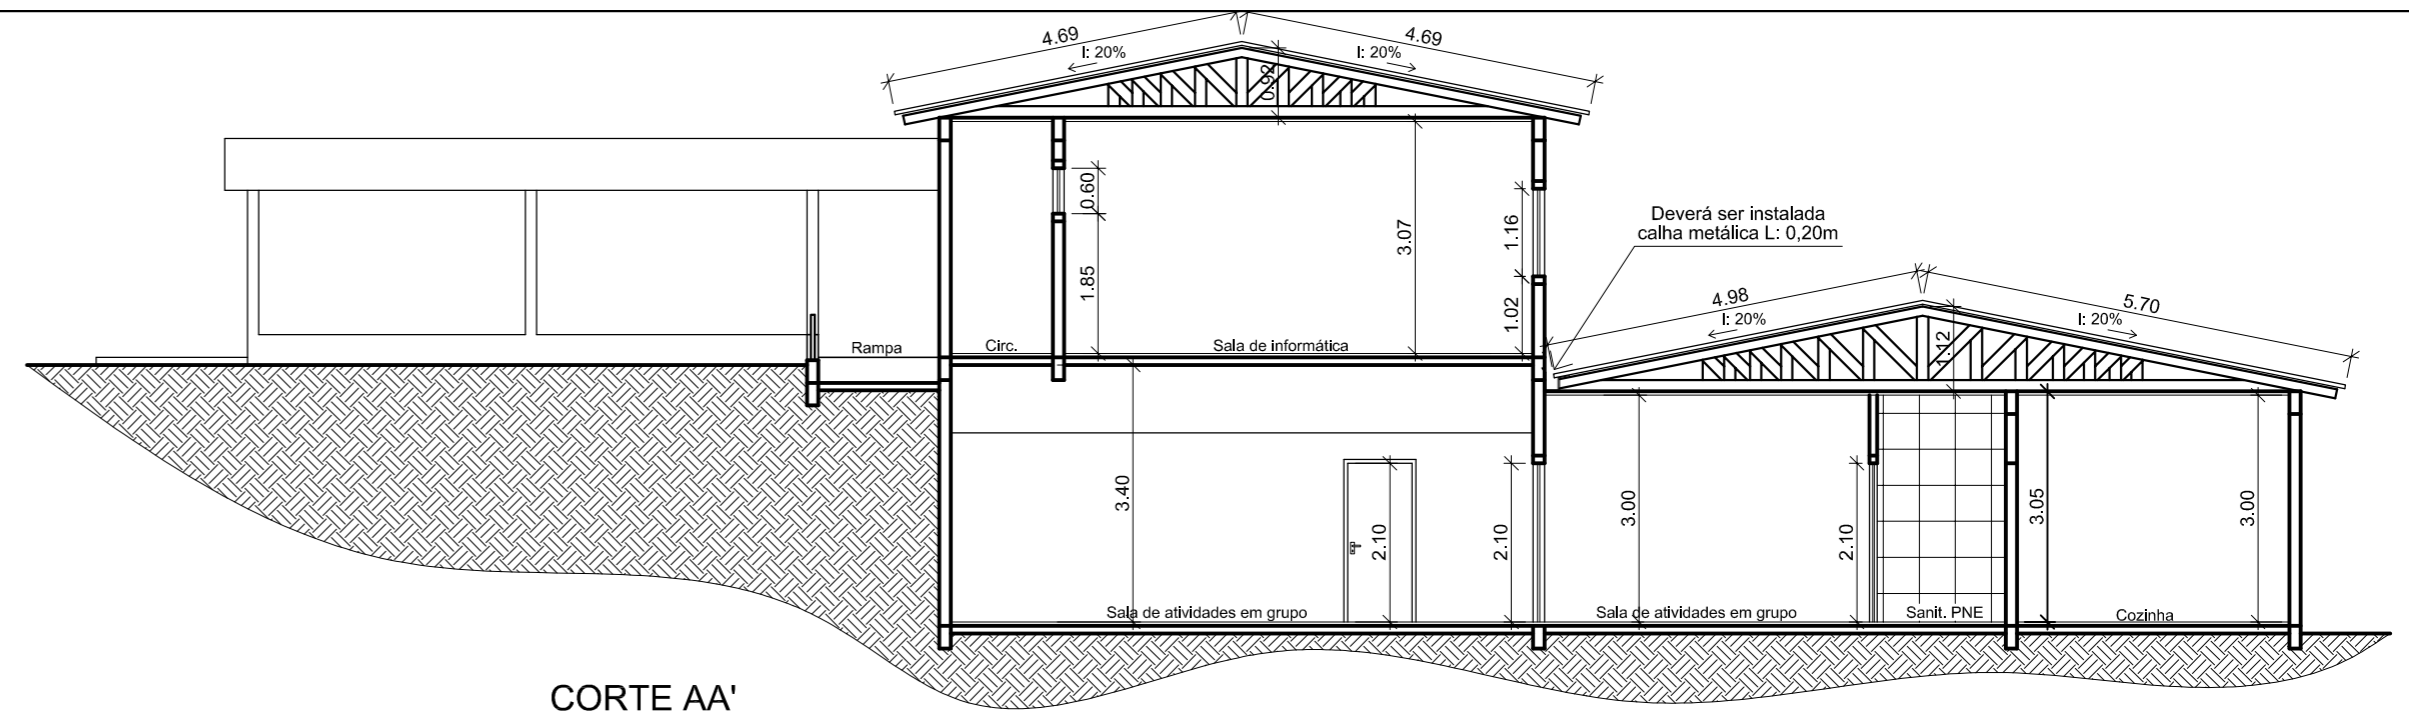 4.69
4.69
I: 20%
I: 20%
0.92
0.60
1.85
3.07
1.16
1.02
Deverá ser instalada
calha metálica L: 0,20m
4.98
5.70
I: 20%
I: 20%
1.12
Rampa
Circ.
Sala de informática
3.40
2.10
2.10
3.00
2.10
3.05
3.00
Sala de atividades em grupo
Sala de atividades em grupo
Sanit. PNE
Cozinha
CORTE AA'